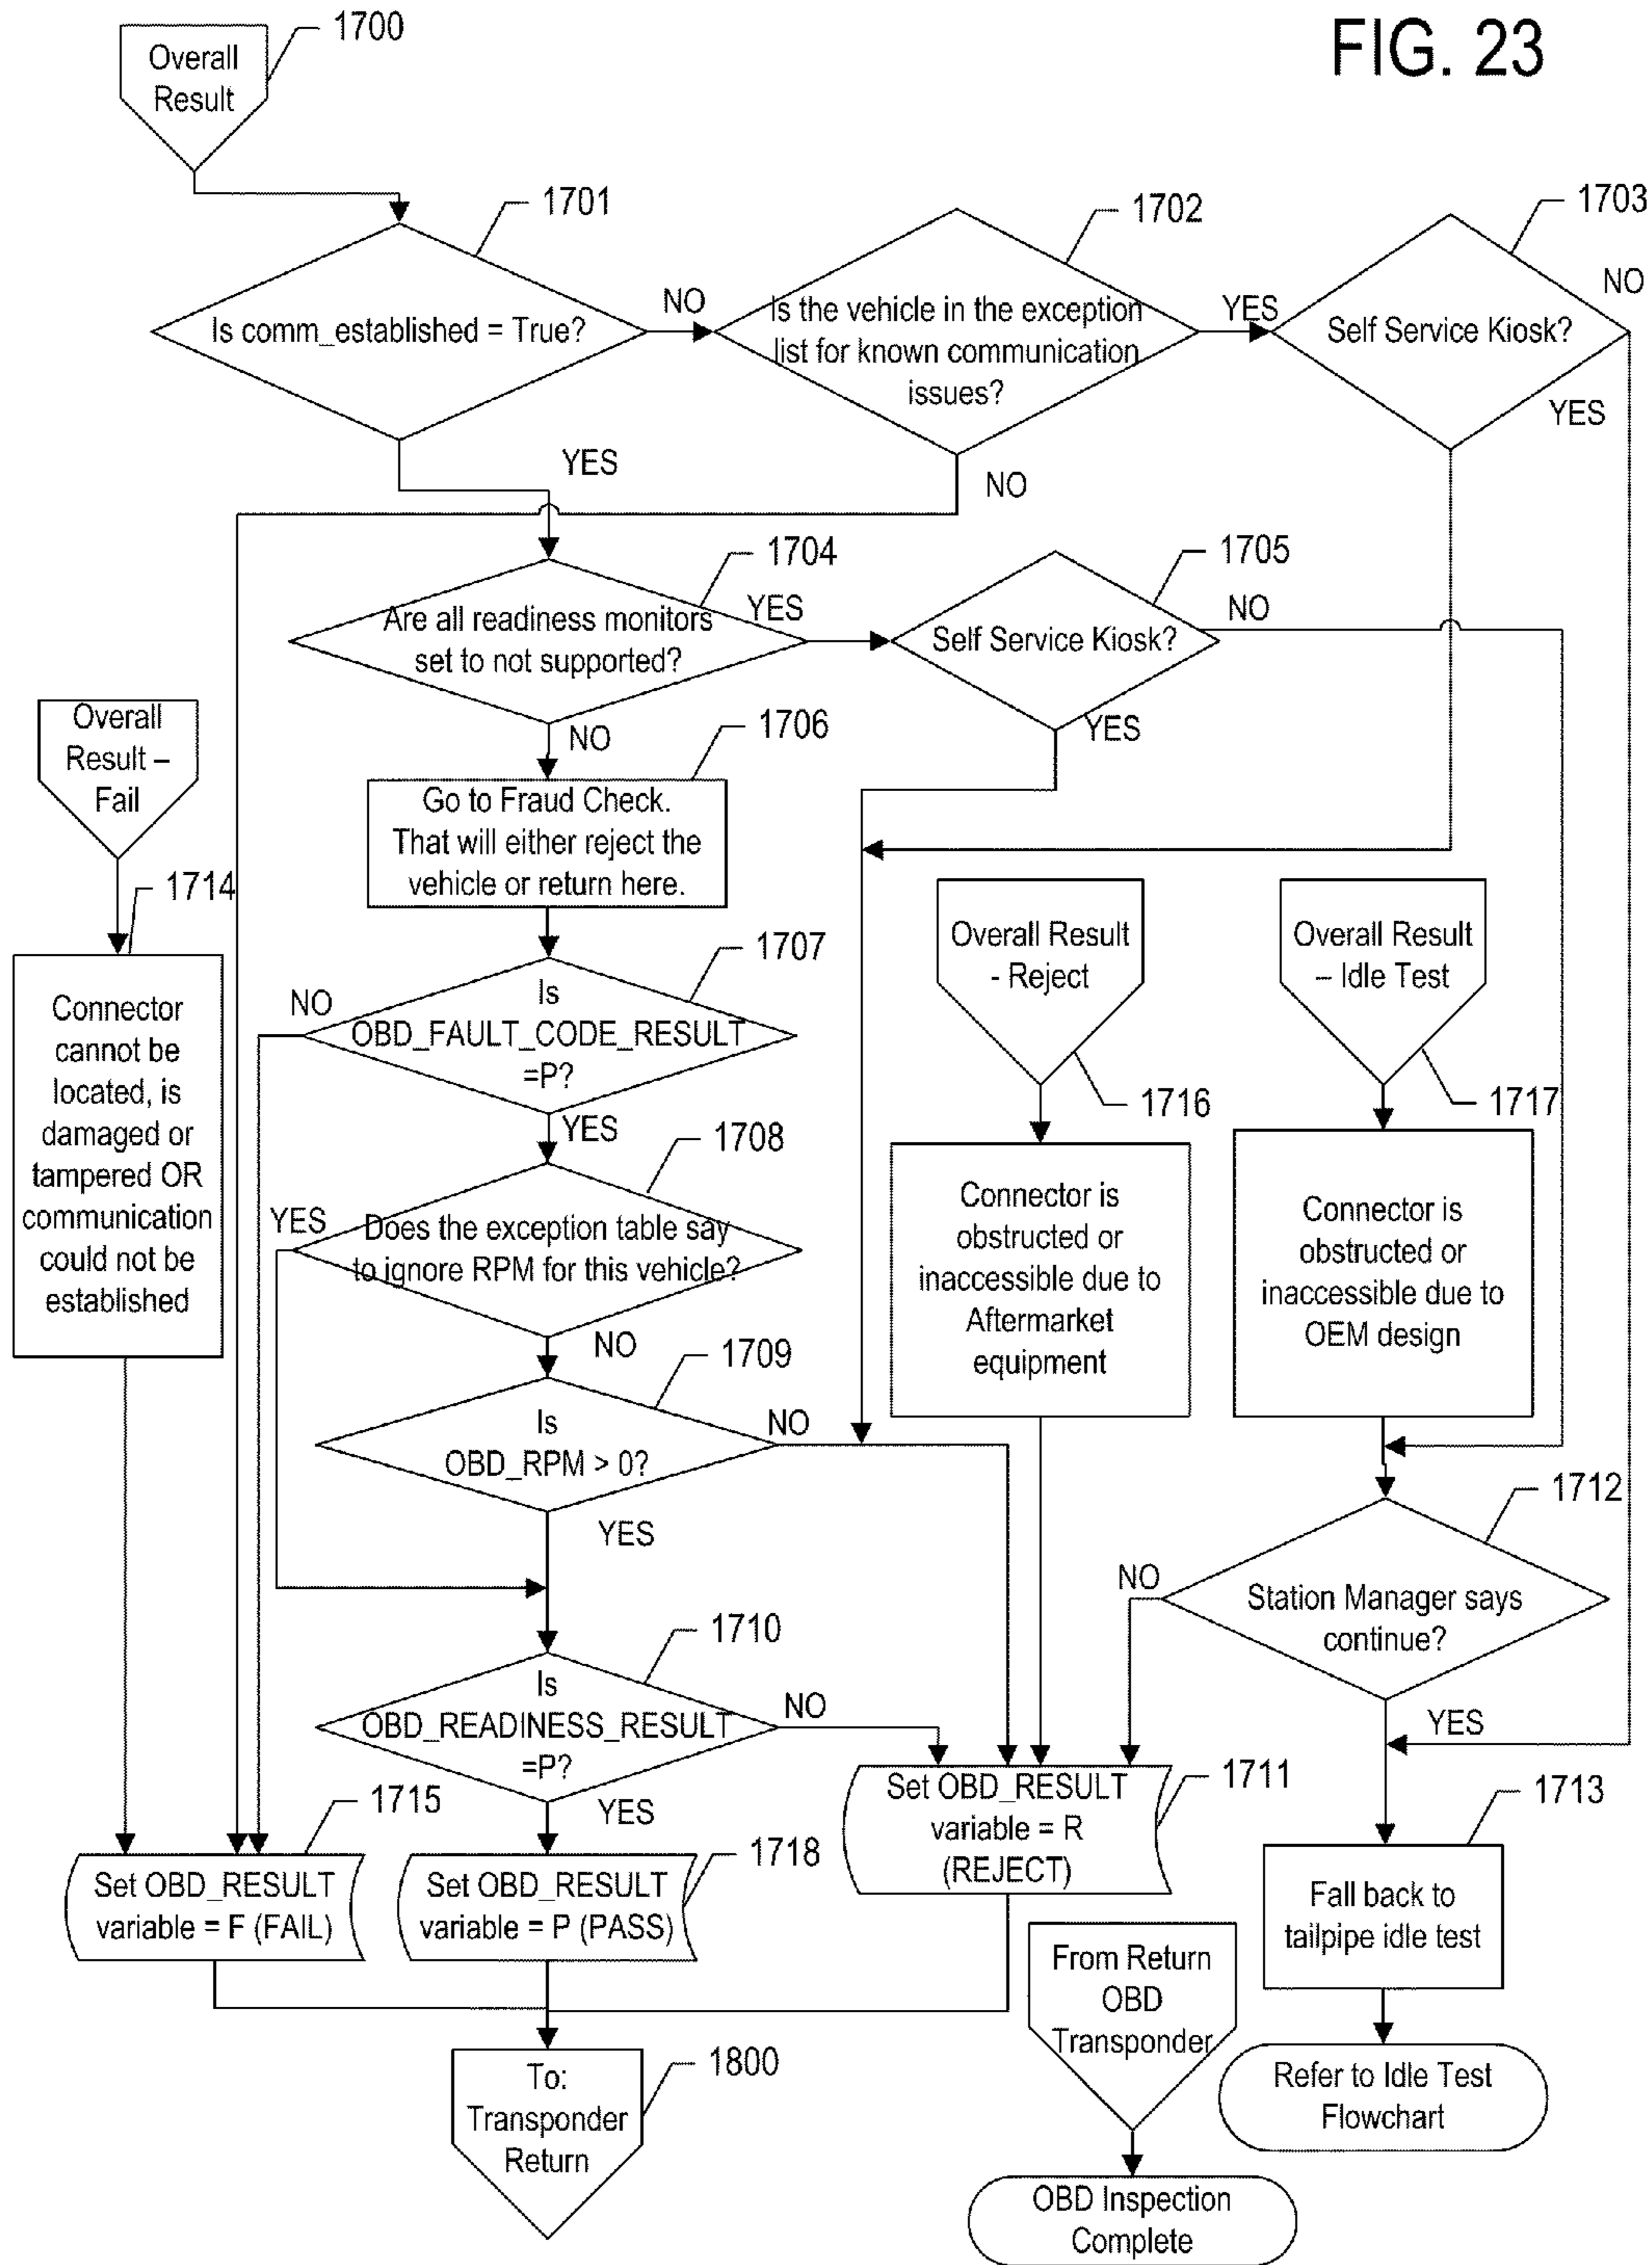 FIG. 23
1700
Overall
Result
1701
1702
1703
Is comm_established = True?
NO
Is the vehicle in the exception
list for known communication
issues?
YES
Self Service Kiosk?
NO
YES
YES
NO
1704
1705
Are all readiness monitors
set to not supported?
YES
Self Service Kiosk?
NO
YES
NO
Overall
Result –
Fail
1706
Go to Fraud Check.
That will either reject the
vehicle or return here.
1714
Connector
cannot be
located, is
damaged or
tampered OR
communication
could not be
established
1707
NO
Is
OBD_FAULT_CODE_RESULT
=P?
YES
Overall Result
- Reject
1716
Overall Result
– Idle Test
1717
1708
YES
Does the exception table say
to ignore RPM for this vehicle?
NO
Connector is
obstructed or
inaccessible due to
Aftermarket
equipment
Connector is
obstructed or
inaccessible due to
OEM design
1709
Is
OBD_RPM > 0?
NO
YES
1712
NO
Station Manager says
continue?
YES
1710
Is
OBD_READINESS_RESULT
=P?
NO
YES
1711
Set OBD_RESULT
variable = R
(REJECT)
1713
Fall back to
tailpipe idle test
1715
Set OBD_RESULT
variable = F (FAIL)
1718
Set OBD_RESULT
variable = P (PASS)
From Return
OBD
Transponder
Refer to Idle Test
Flowchart
1800
To:
Transponder
Return
OBD Inspection
Complete